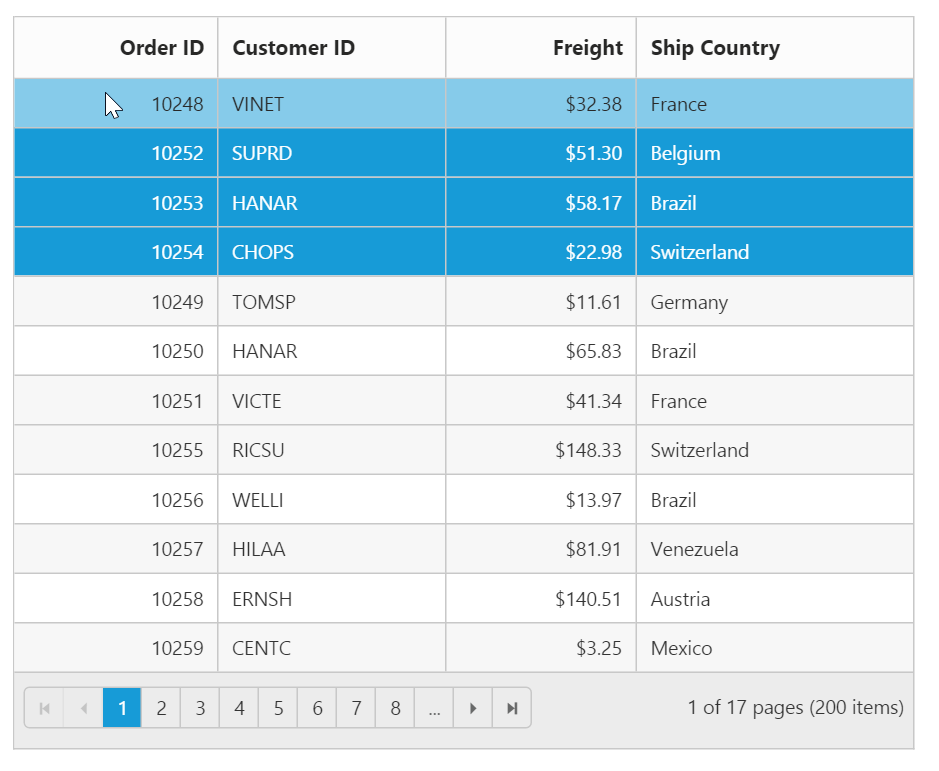 Order ID Customer ID Freight Ship Country
10248 VINET $32.38 France
10252 SUPRD $51.30 Belgium
10253 HANAR $58.17 Brazil
10254 CHOPS $22.98 Switzerland
10249 TOMSP $11.61 Germany
10250 HANAR $65.83 Brazil
10251 VICTE $41.34 France
10255 RICSU $148.33 Switzerland
10256 WELLI $13.97 Brazil
10257 HILAA $81.91 Venezuela
10258 ERNSH $140.51 Austria
10259 CENTC $3.25 Mexico
1 2 3 4 5 6 7 8 ... 1 of 17 pages (200 items)